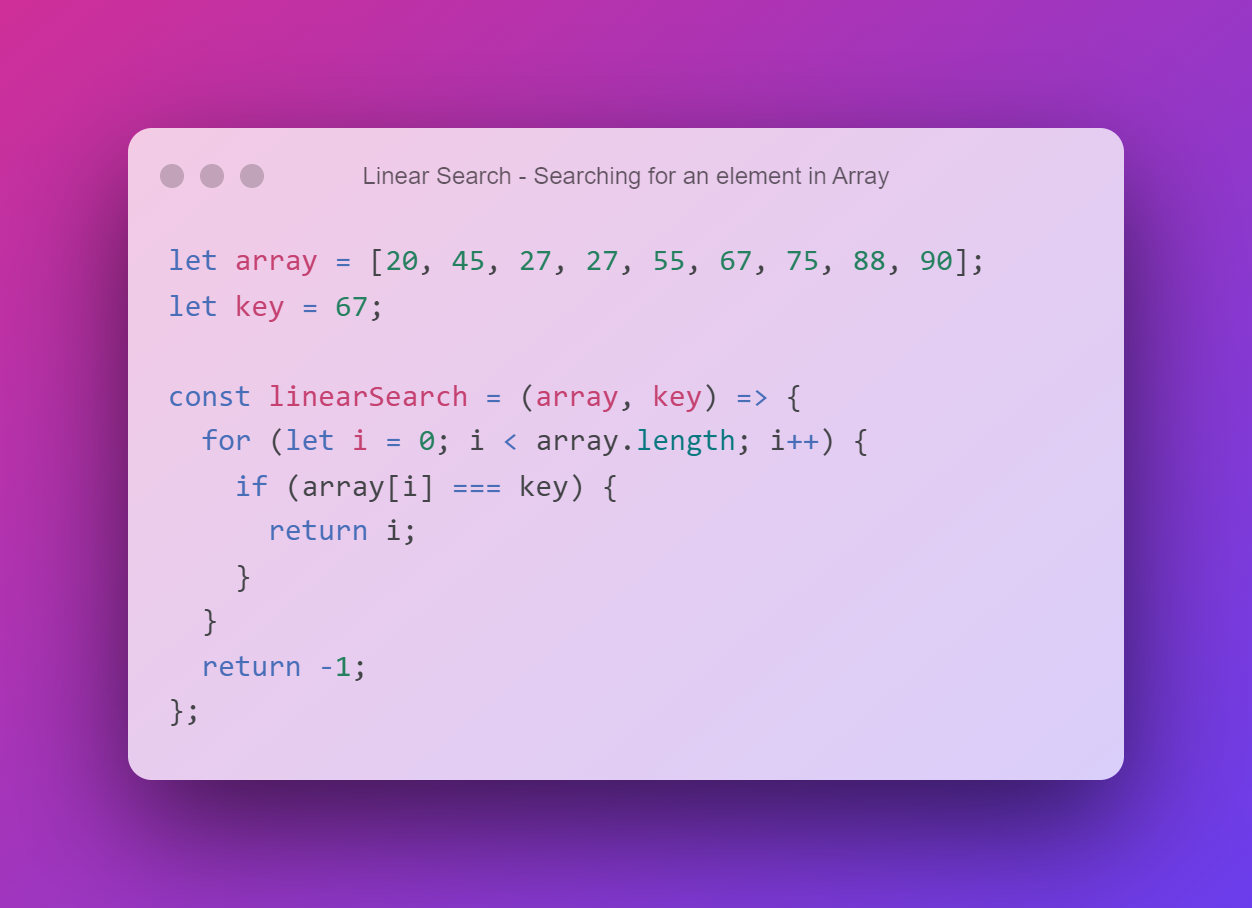 Linear Search - Searching for an element in Array
let array = [20, 45, 27, 27, 55, 67, 75, 88, 90];
let key = 67;

const linearSearch = (array, key) => {
  for (let i = 0; i < array.length; i++) {
    if (array[i] === key) {
      return i;
    }
  }
  return -1;
};